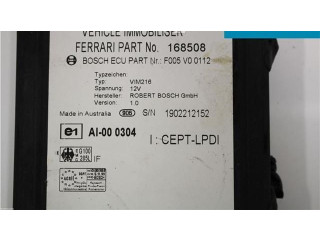 VEHICLE IMMOBILISER
FERRARI PART No. 168508
BOSCH ECU PART Nr.: F005 V0 0112
Typzeichen:
Typ: VIM216
Spannung: 12V
Hersteller: ROBERT BOSCH GmbH
Version: 1.0
Made in Australia S/N 1902212152
e1 AI-00 0304 I : CEPT-LPDI